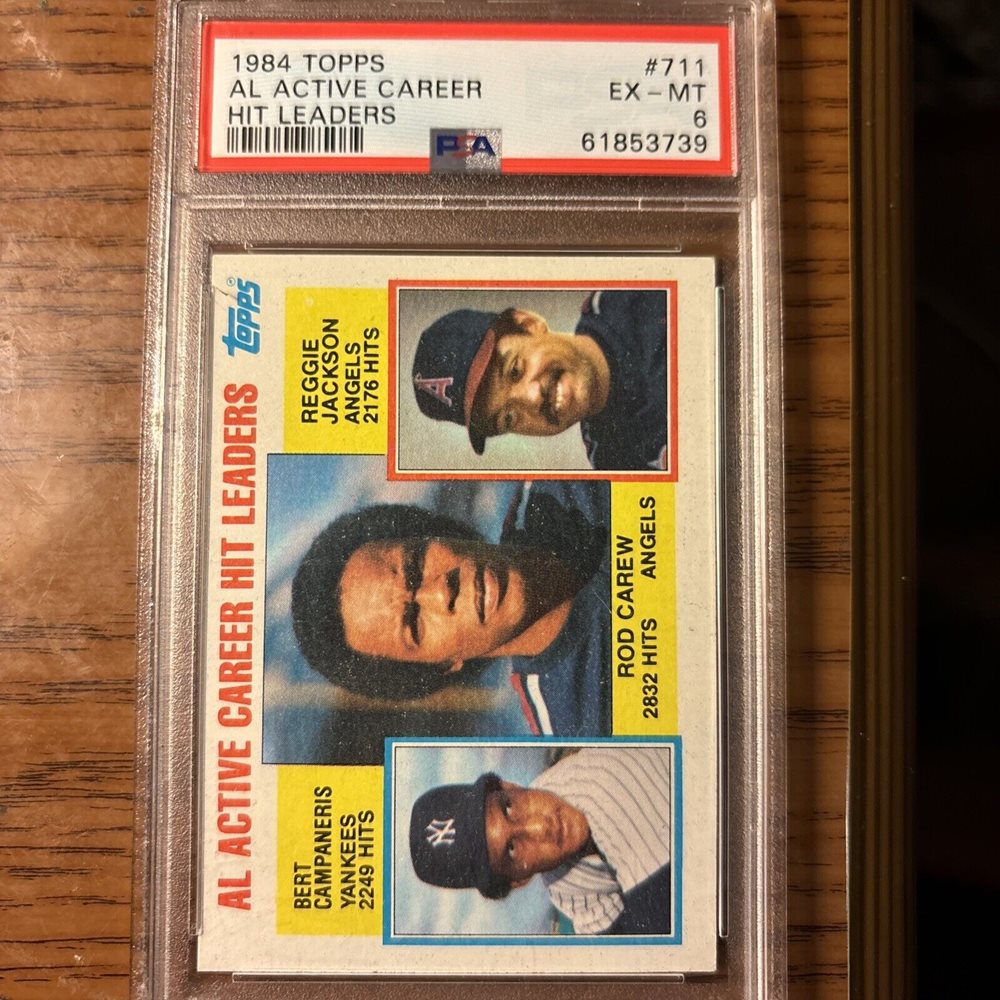 1984 TOPPS #711
AL ACTIVE CAREER EX-MT
HIT LEADERS 6
PSA 61853739
AL ACTIVE CAREER HIT LEADERS
TOPPS®
BERT
CAMPANERIS
YANKEES
2249 HITS
NY
ROD CAREW
2832 HITS ANGELS
REGGIE
JACKSON
ANGELS
2176 HITS
A